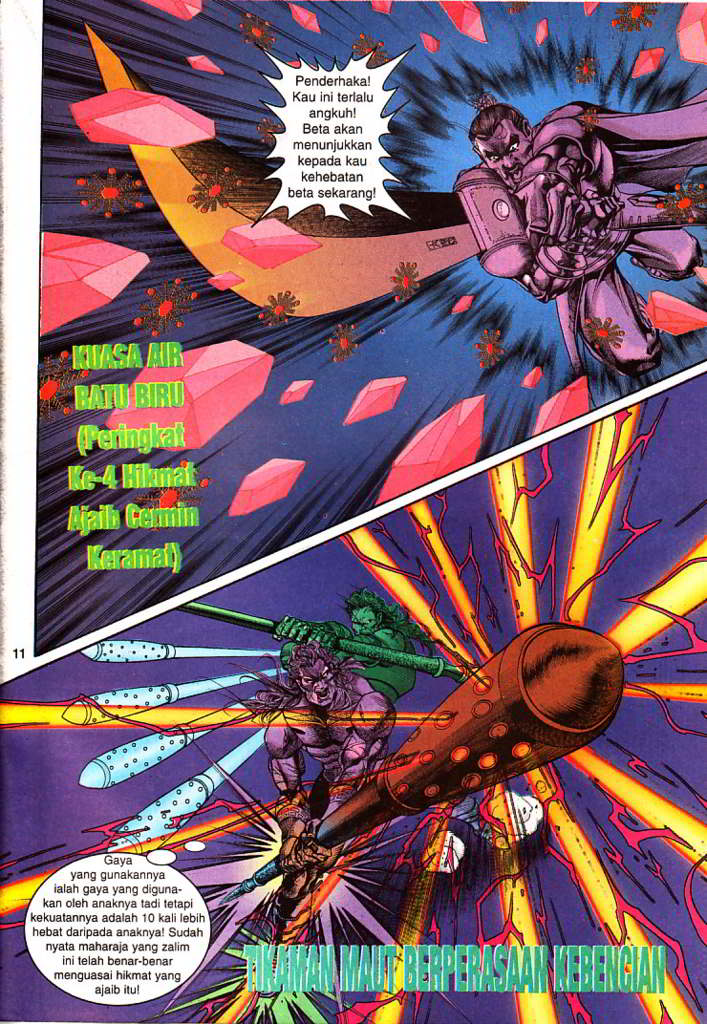 Penderhaka!
Kau ini terlalu
angkuh!
Beta akan
menunjukkan
kepada kau
kehebatan
beta sekarang!
KUASA AIR
BATU BIRU
(Peringkat
Ke-4 Hikmat
Ajaib Cermin
Keramat)
11
Gaya
yang gunakannya
ialah gaya yang diguna-
kan oleh anaknya tadi tetapi
kekuatannya adalah 10 kali lebih
hebat daripada anaknya! Sudah
nyata maharaja yang zalim
ini telah benar-benar
menguasai hikmat yang
ajaib itu!
TIKAMAN MAUT BERPERASAAN KEBENCIAN